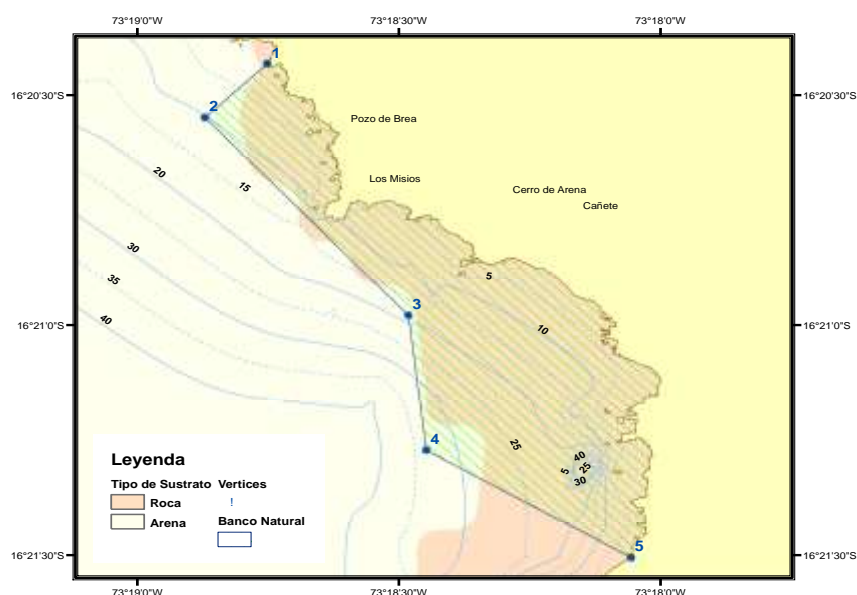 73°19'0"W 73°18'30"W 73°18'0"W
1
16°20'30"S 16°20'30"S
2
Pozo de Brea
20
15
Los Misios
Cerro de Arena
Cañete
30
35
5
40
3
16°21'0"S 16°21'0"S
10
4
25
40
5
25
30
Leyenda
Tipo de Sustrato Vertices
Roca
!
Arena
Banco Natural
5
16°21'30"S 16°21'30"S
73°19'0"W 73°18'30"W 73°18'0"W